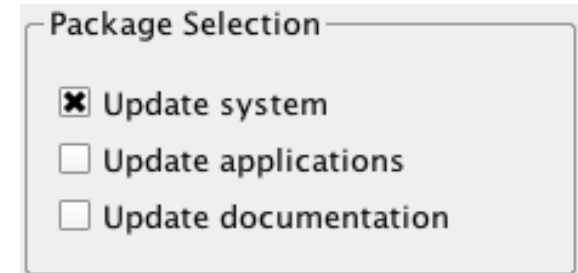 Package Selection
Update system
Update applications
Update documentation